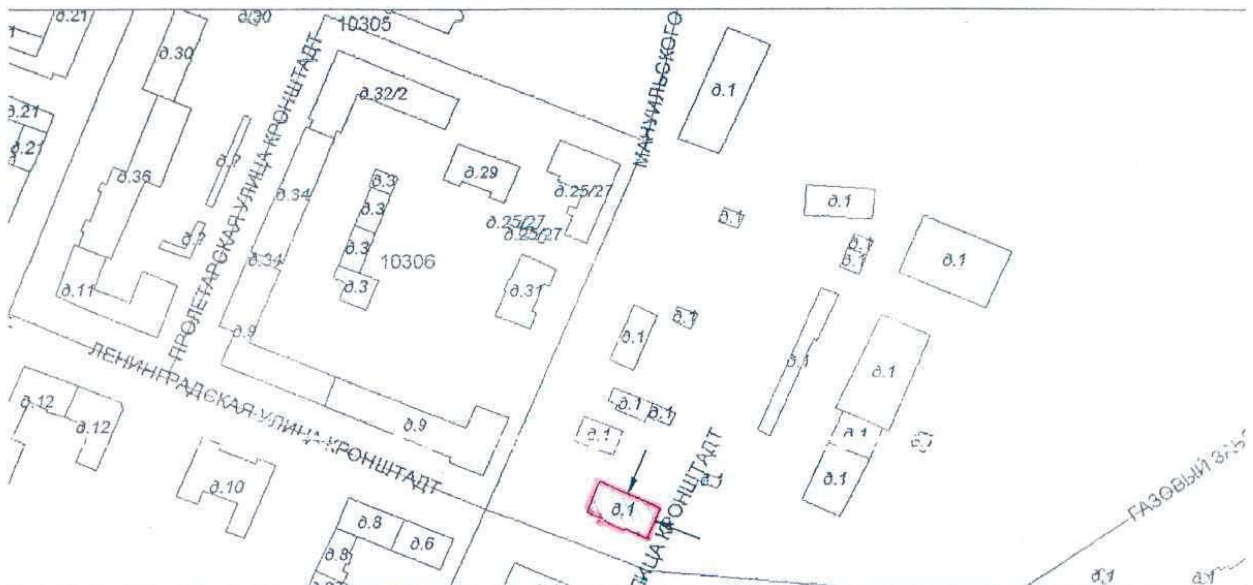 д.21
д.30
10305
МАНУИЛЬСКОГО
д.30
д.1
д.32/2
д.21
д.21
д.36
д.29
д.25/27
д.3
д.34
д.3
д.1
д.1
д.25/27
д.25/27
д.3
10306
д.1
д.1
д.1
д.34
д.3
д.11
д.31
ПРОЛЕТАРСКАЯ УЛИЦА КРОНШТАДТ
д.9
д.1
д.1
д.1
д.1
ЛЕНИНГРАДСКАЯ УЛИЦА КРОНШТАДТ
д.12
д.12
д.9
д.1
д.1
д.1
д.1
д.10
д.1
д.1
д.8
д.6
д.8
КРОНШТАДТ
ГАЗОВЫЙ
д.1
д.1